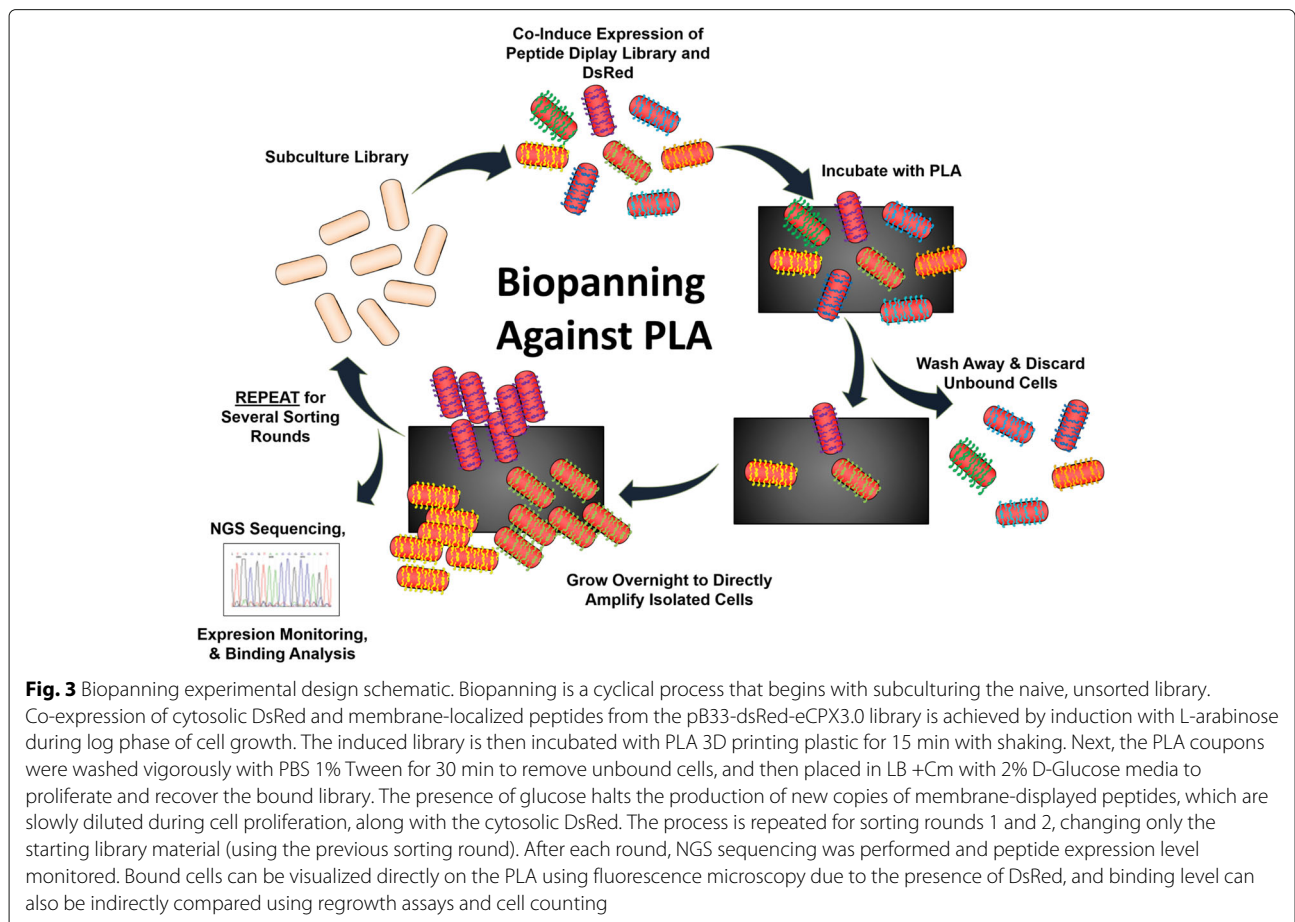 Co-Induce Expression of
Peptide Diplay Library and
DsRed
Subculture Library
Incubate with PLA
Biopanning
Against PLA
Wash Away & Discard
Unbound Cells
REPEAT for
Several Sorting
Rounds
NGS Sequencing,
Grow Overnight to Directly
Amplify Isolated Cells
Expresion Monitoring,
& Binding Analysis
Fig. 3 Biopanning experimental design schematic. Biopanning is a cyclical process that begins with subculturing the naive, unsorted library.
Co-expression of cytosolic DsRed and membrane-localized peptides from the pB33-dsRed-eCPX3.0 library is achieved by induction with L-arabinose
during log phase of cell growth. The induced library is then incubated with PLA 3D printing plastic for 15 min with shaking. Next, the PLA coupons
were washed vigorously with PBS 1% Tween for 30 min to remove unbound cells, and then placed in LB +Cm with 2% D-Glucose media to
proliferate and recover the bound library. The presence of glucose halts the production of new copies of membrane-displayed peptides, which are
slowly diluted during cell proliferation, along with the cytosolic DsRed. The process is repeated for sorting rounds 1 and 2, changing only the
starting library material (using the previous sorting round). After each round, NGS sequencing was performed and peptide expression level
monitored. Bound cells can be visualized directly on the PLA using fluorescence microscopy due to the presence of DsRed, and binding level can
also be indirectly compared using regrowth assays and cell counting